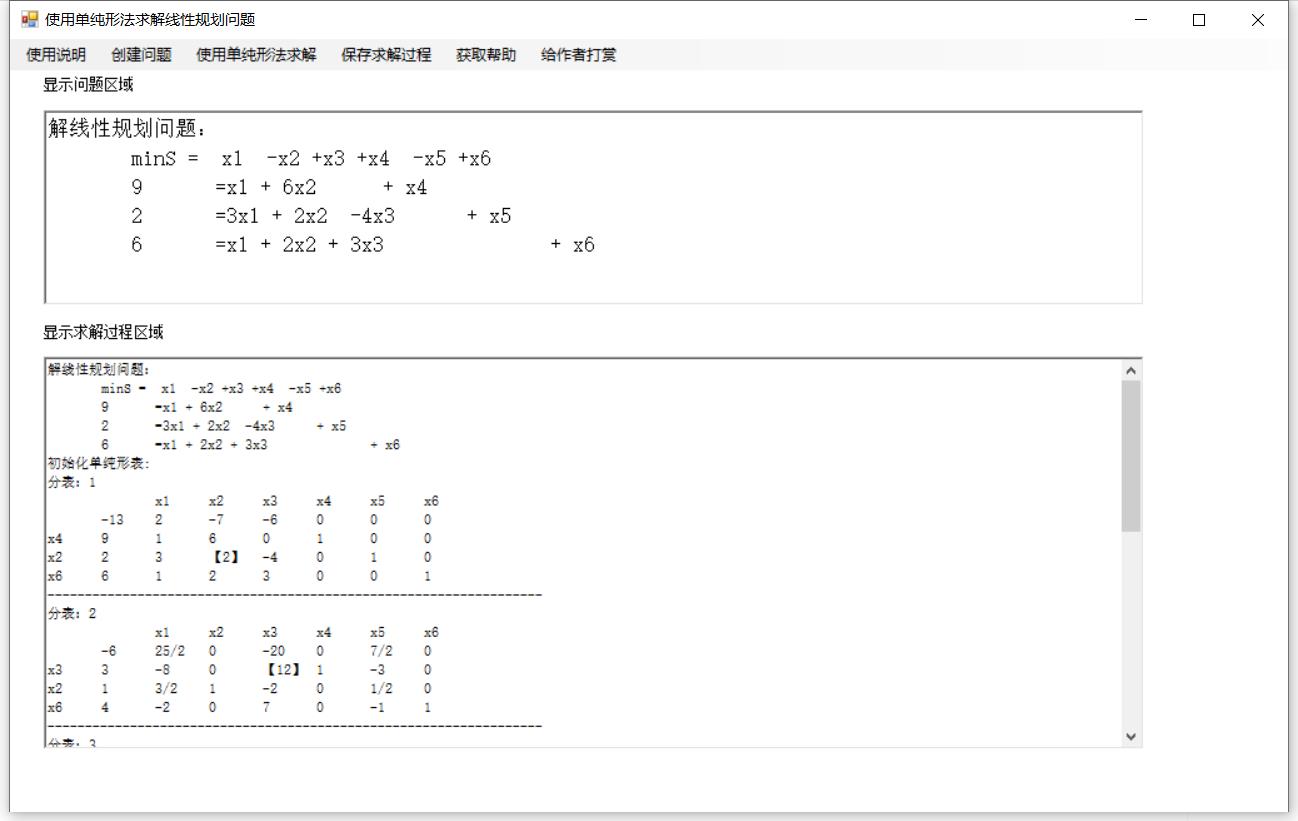 使用单纯形法求解线性规划问题
使用说明 创建问题 使用单纯形法求解 保存求解过程 获取帮助 给作者打赏
显示问题区域
解线性规划问题:
minS = x1 -x2 +x3 +x4 -x5 +x6
9 =x1 + 6x2 + x4
2 =3x1 + 2x2 -4x3 + x5
6 =x1 + 2x2 + 3x3 + x6
显示求解过程区域
解线性规划问题:
minS = x1 -x2 +x3 +x4 -x5 +x6
9 =x1 + 6x2 + x4
2 =3x1 + 2x2 -4x3 + x5
6 =x1 + 2x2 + 3x3 + x6
初始化单纯形表:
分表: 1
x1 x2 x3 x4 x5 x6
-13 2 -7 -6 0 0 0
x4 9 1 6 0 1 0 0
x2 2 3 【2】 -4 0 1 0
x6 6 1 2 3 0 0 1
------------------------------------------------------------------
分表: 2
x1 x2 x3 x4 x5 x6
-6 25/2 0 -20 0 7/2 0
x3 3 -8 0 【12】 1 -3 0
x2 1 3/2 1 -2 0 1/2 0
x6 4 -2 0 7 0 -1 1
------------------------------------------------------------------
分表: 3